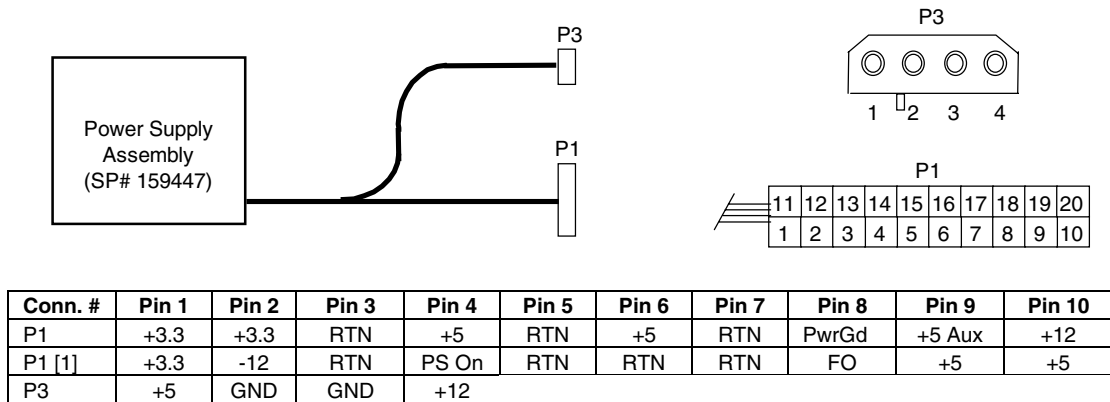 P3
P3
1 2 3 4
Power Supply
Assembly
(SP# 159447)
P1
P1
11 12 13 14 15 16 17 18 19 20
1 2 3 4 5 6 7 8 9 10
Conn. # Pin 1 Pin 2 Pin 3 Pin 4 Pin 5 Pin 6 Pin 7 Pin 8 Pin 9 Pin 10
P1 +3.3 +3.3 RTN +5 RTN +5 RTN PwrGd +5 Aux +12
P1 [1] +3.3 -12 RTN PS On RTN RTN RTN FO +5 +5
P3 +5 GND GND +12